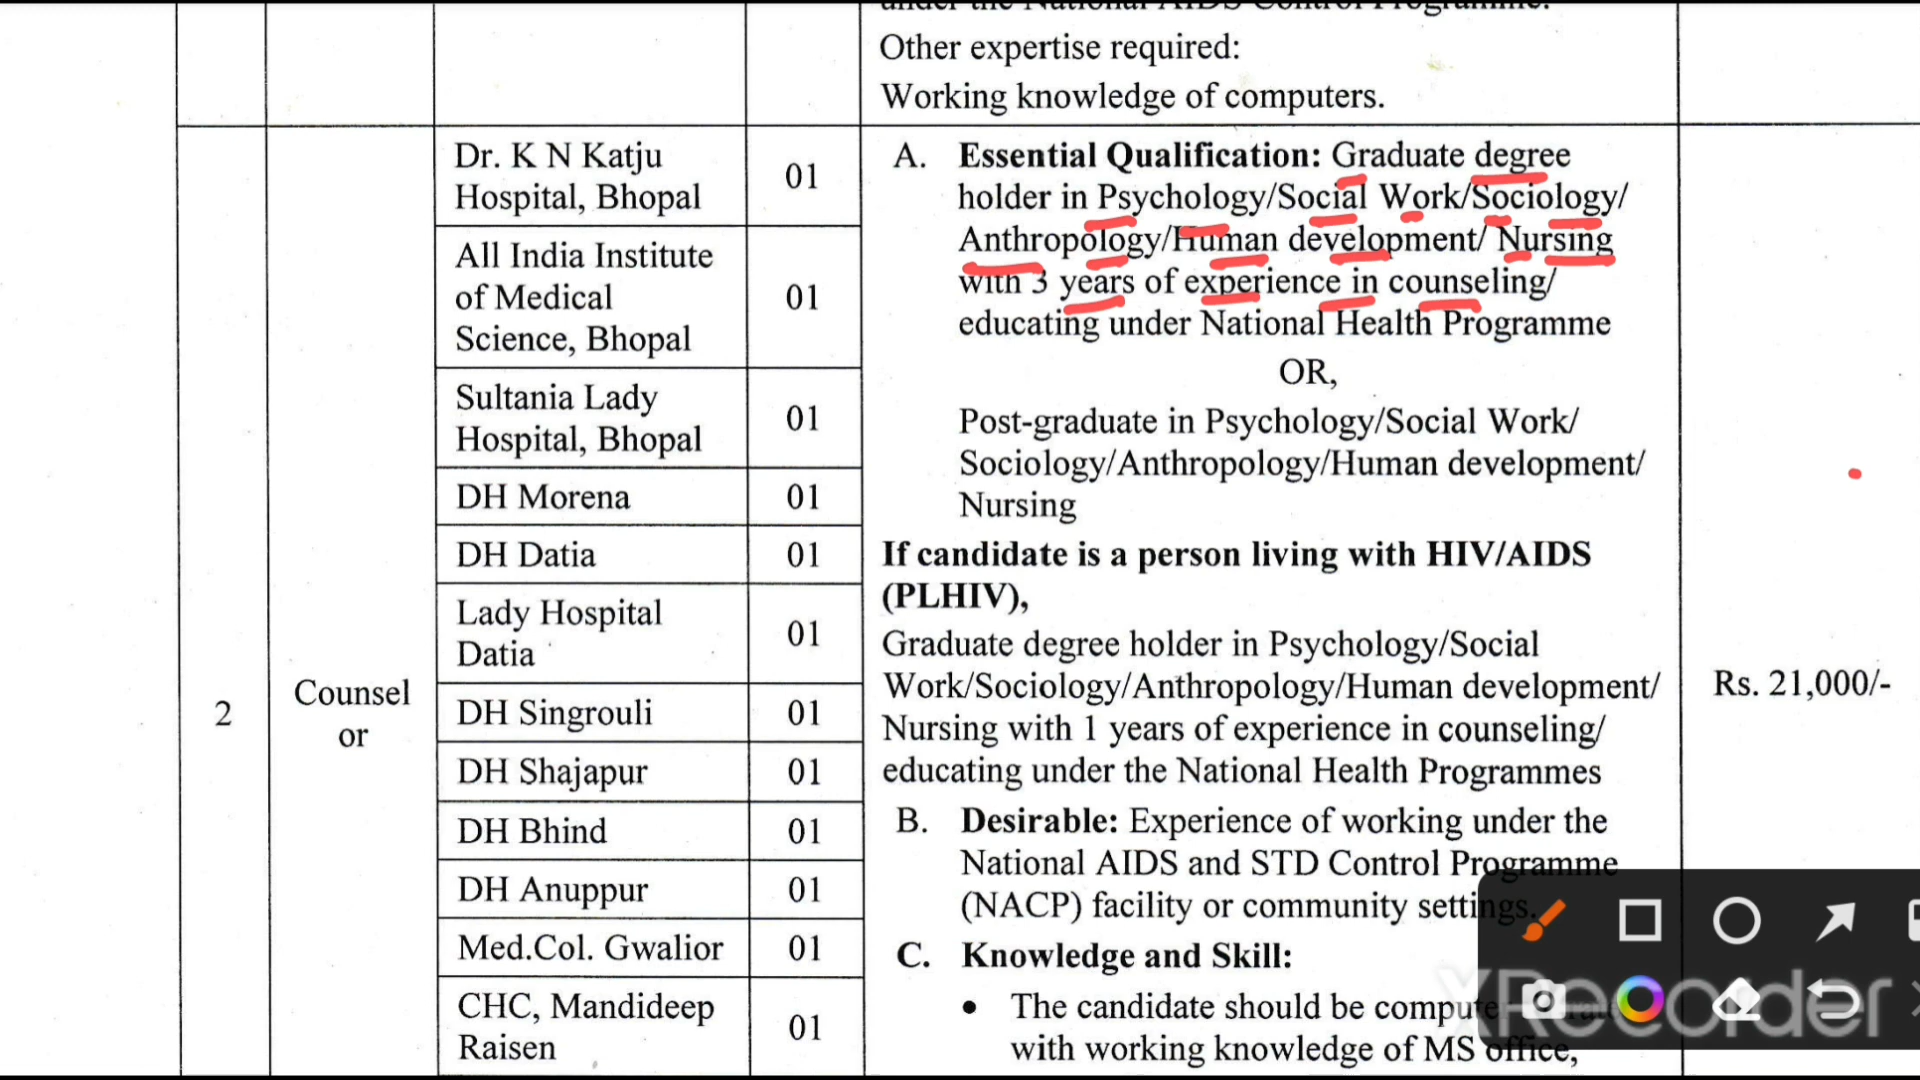 under the National AIDS Control Programme.
Other expertise required:
Working knowledge of computers.
2
Counsel
or
Dr. K N Katju
Hospital, Bhopal
01
All India Institute
of Medical
Science, Bhopal
01
Sultania Lady
Hospital, Bhopal
01
DH Morena
01
DH Datia
01
Lady Hospital
Datia
01
DH Singrouli
01
DH Shajapur
01
DH Bhind
01
DH Anuppur
01
Med.Col. Gwalior
01
CHC, Mandideep
Raisen
01
A. Essential Qualification: Graduate degree
holder in Psychology/Social Work/Sociology/
Anthropology/Human development/ Nursing
with 3 years of experience in counseling/
educating under National Health Programme
OR,
Post-graduate in Psychology/Social Work/
Sociology/Anthropology/Human development/
Nursing
If candidate is a person living with HIV/AIDS
(PLHIV),
Graduate degree holder in Psychology/Social
Work/Sociology/Anthropology/Human development/
Nursing with 1 years of experience in counseling/
educating under the National Health Programmes
B. Desirable: Experience of working under the
National AIDS and STD Control Programme
(NACP) facility or community settings.
C. Knowledge and Skill:
• The candidate should be computer
with working knowledge of MS office,
Rs. 21,000/-
XRecorder